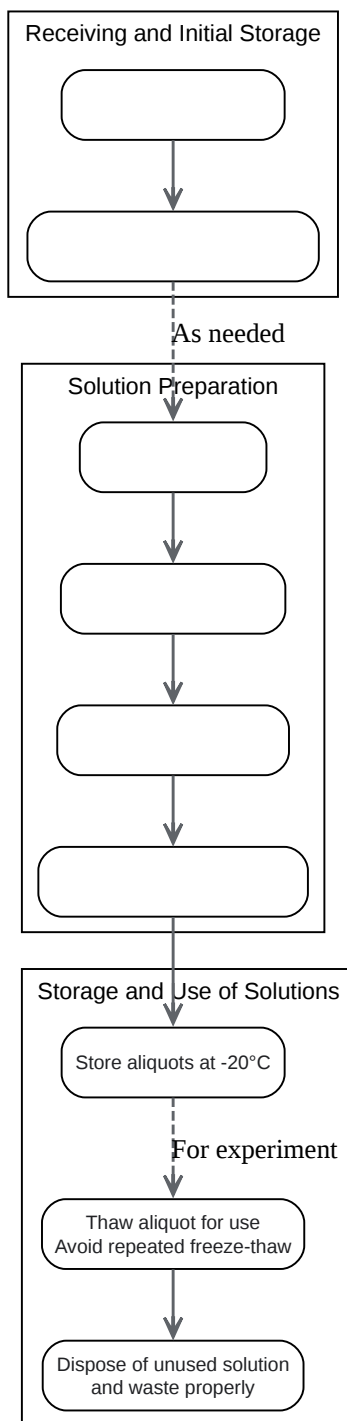 Receiving and Initial Storage
As needed
Solution Preparation
Storage and Use of Solutions
Store aliquots at -20°C
For experiment
Thaw aliquot for use
Avoid repeated freeze-thaw
Dispose of unused solution
and waste properly